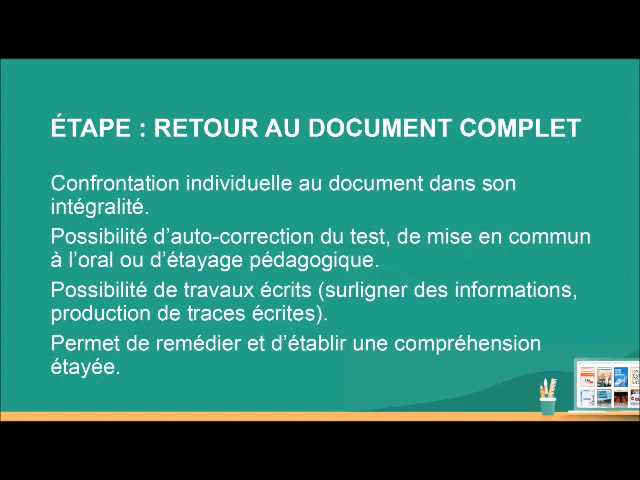 ÉTAPE : RETOUR AU DOCUMENT COMPLET
Confrontation individuelle au document dans son
intégralité.
Possibilité d’auto-correction du test, de mise en commun
à l’oral ou d’étayage pédagogique.
Possibilité de travaux écrits (surligner des informations,
production de traces écrites).
Permet de remédier et d’établir une compréhension
étayée.